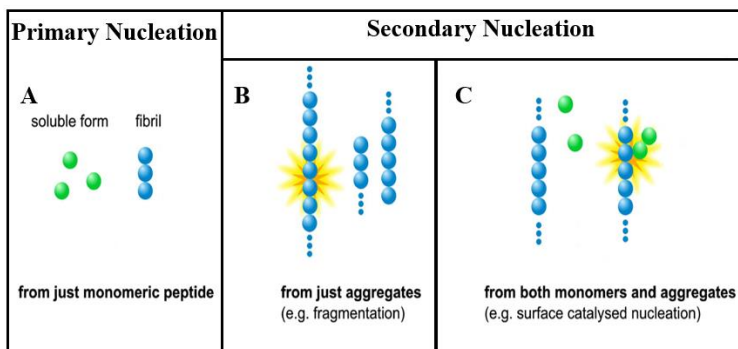 Primary Nucleation
Secondary Nucleation
A
soluble form fibril
from just monomeric peptide
B
from just aggregates
(e.g. fragmentation)
C
from both monomers and aggregates
(e.g. surface catalysed nucleation)